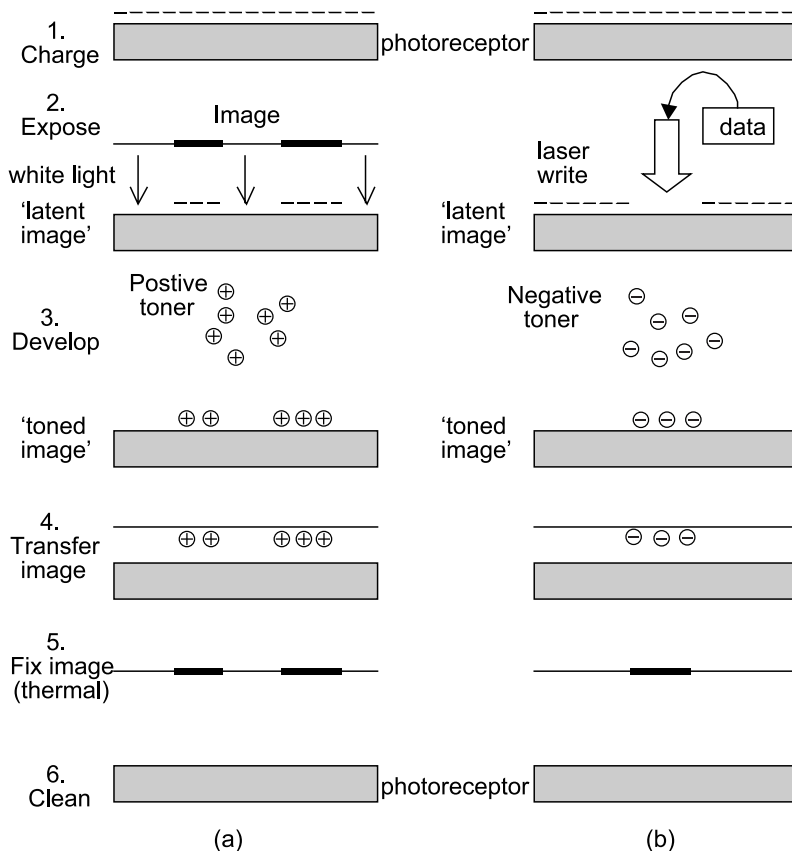 1.
Charge
photoreceptor
2.
Expose
Image
white light
'latent
image'
data
laser
write
'latent
image'
3.
Develop
Postive
toner
Negative
toner
'toned
image'
'toned
image'
4.
Transfer
image
5.
Fix image
(thermal)
6.
Clean
photoreceptor
(a)
(b)